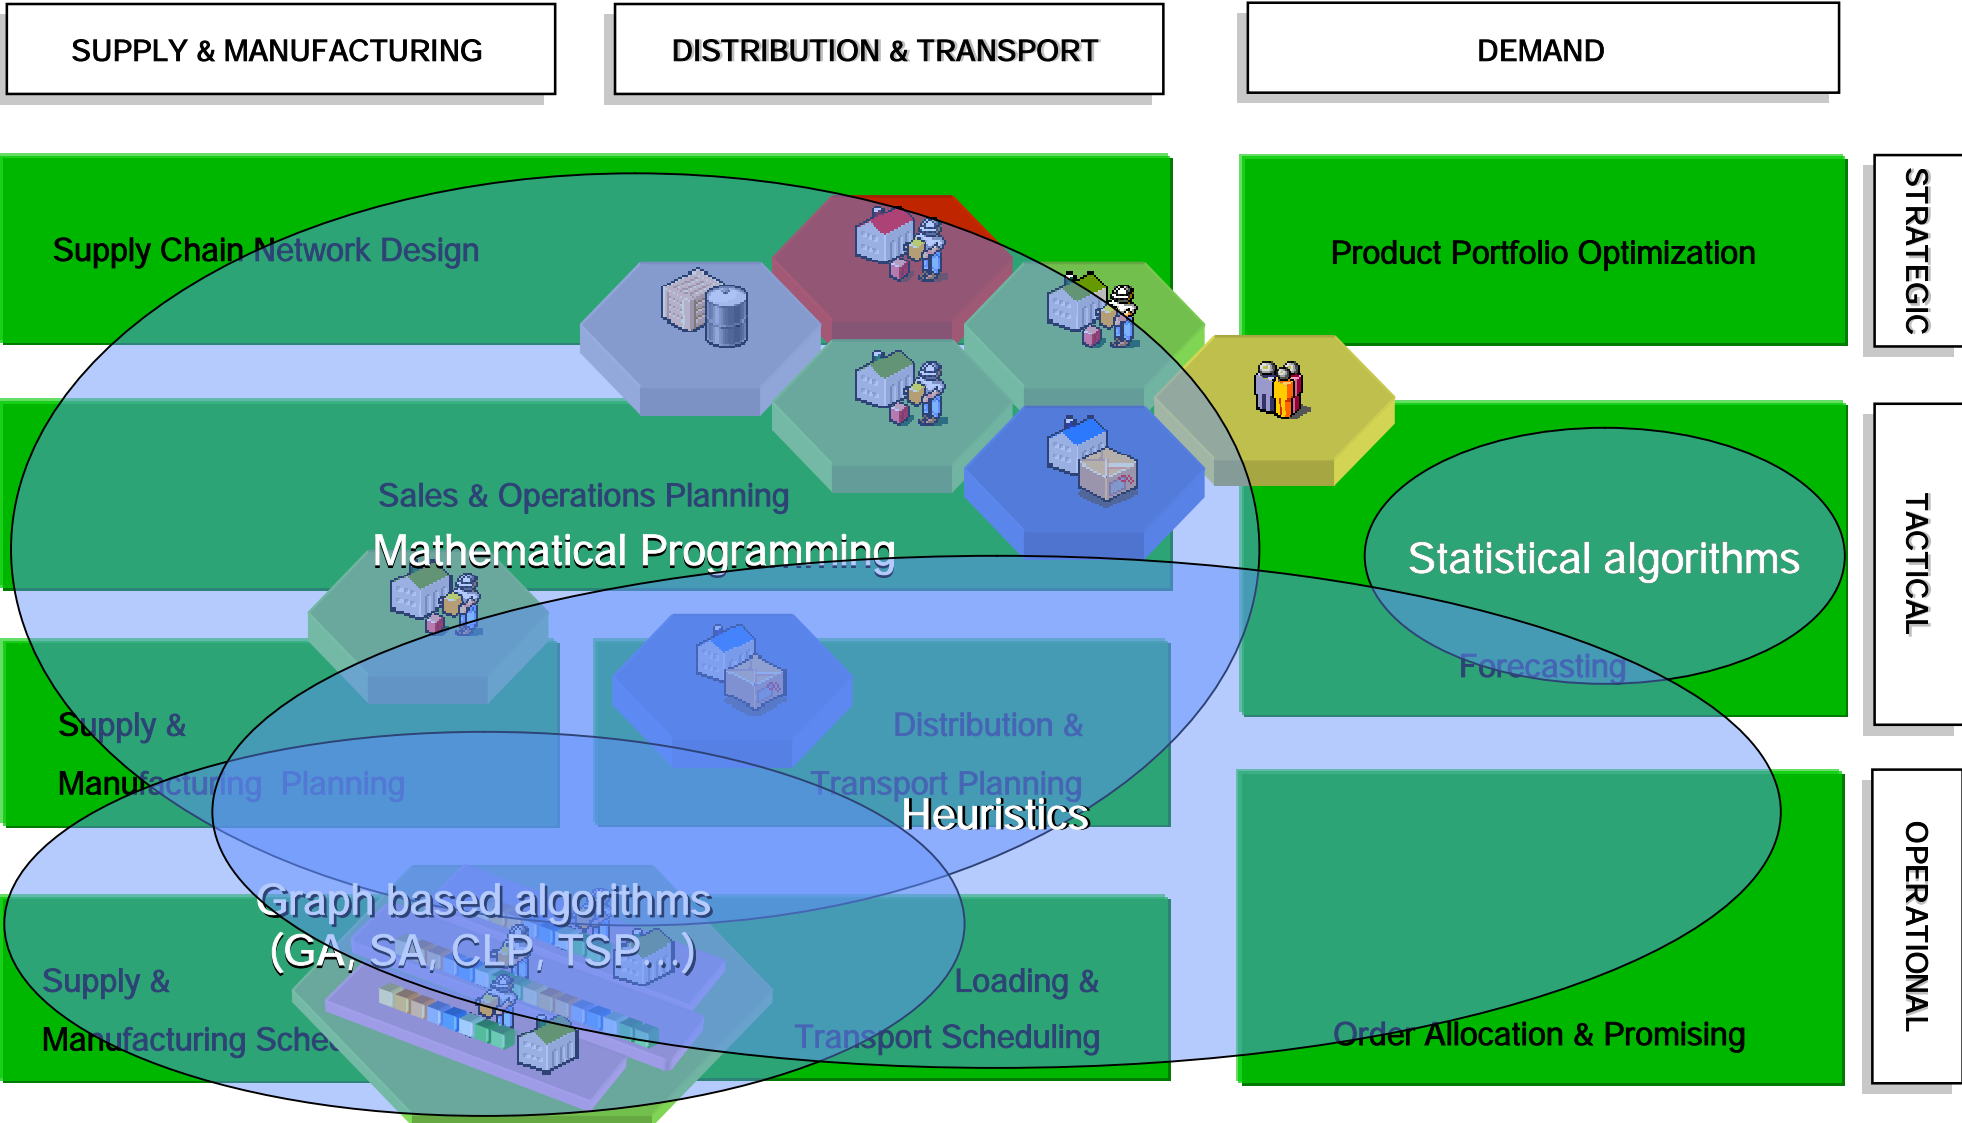 SUPPLY & MANUFACTURING
DISTRIBUTION & TRANSPORT
DEMAND
STRATEGIC
Supply Chain Network Design
Product Portfolio Optimization
TACTICAL
Sales & Operations Planning
Mathematical Programming
Statistical algorithms
Forecasting
Supply &
Manufacturing Planning
Distribution &
Transport Planning
Heuristics
OPERATIONAL
Graph based algorithms
(GA, SA, CLP, TSP...)
Supply &
Manufacturing Sche
Loading &
Transport Scheduling
Order Allocation & Promising